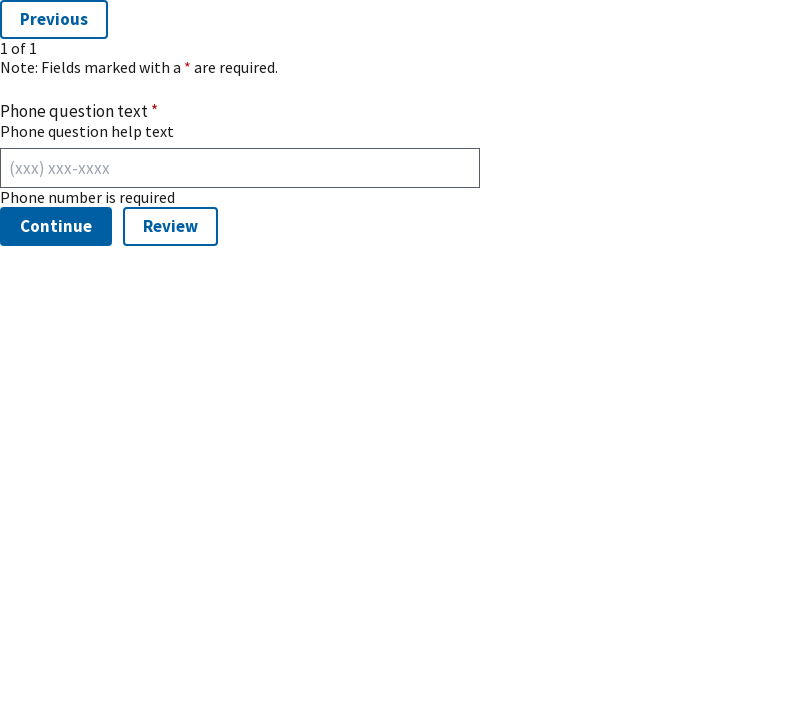 Previous
1 of 1
Note: Fields marked with a * are required.
Phone question text *
Phone question help text
(xxx) xxx-xxxx
Phone number is required
Continue Review